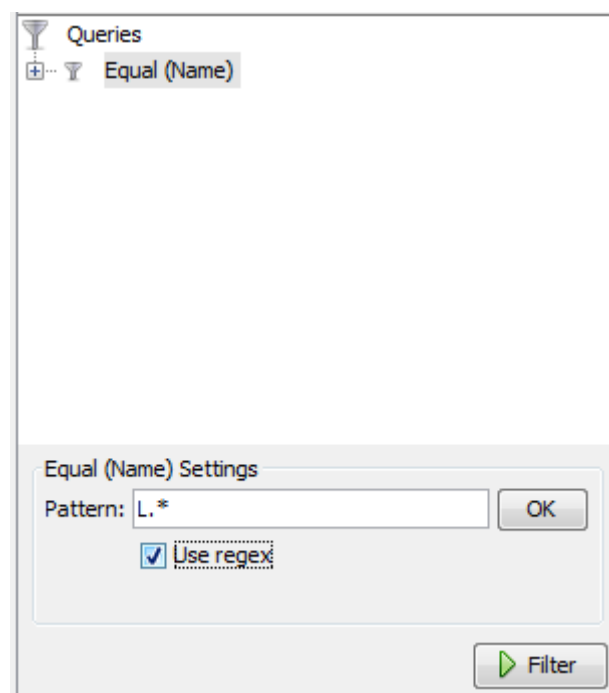 Queries
Equal (Name)
Equal (Name) Settings
Pattern: L.* OK
Use regex
Filter